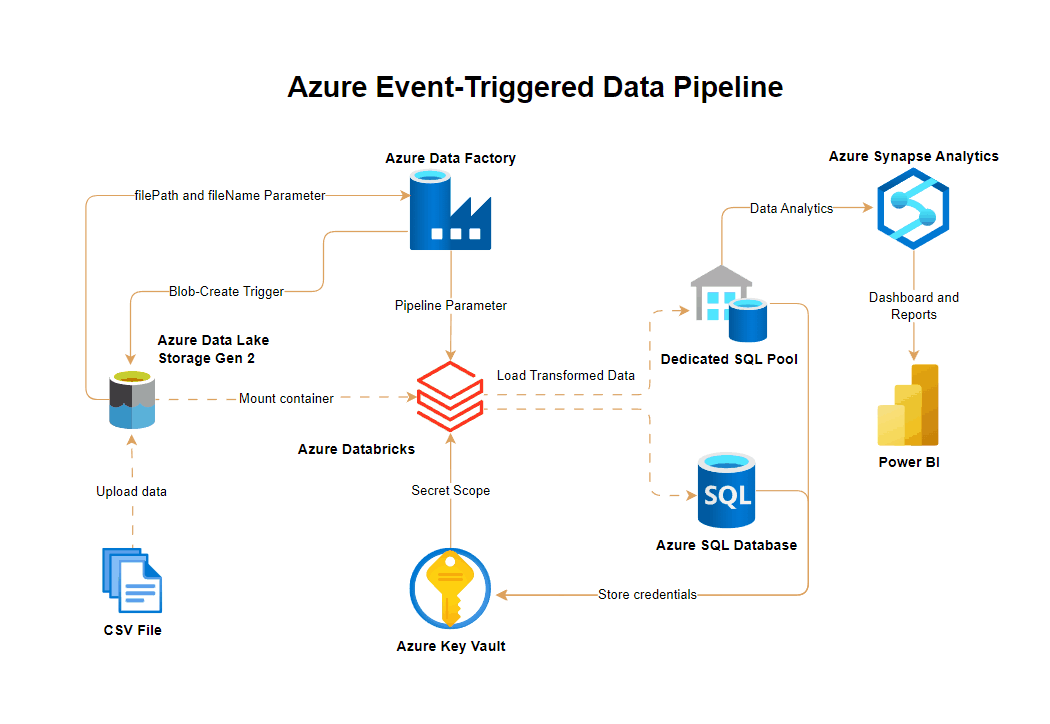 Azure Event-Triggered Data Pipeline
Azure Data Factory
Azure Synapse Analytics
filePath and fileName Parameter
Data Analytics
Blob-Create Trigger
Pipeline Parameter
Dashboard and
Reports
Azure Data Lake
Storage Gen 2
Dedicated SQL Pool
Load Transformed Data
Mount container
Azure Databricks
Power BI
Upload data
Secret Scope
SQL
Azure SQL Database
Store credentials
CSV File
Azure Key Vault